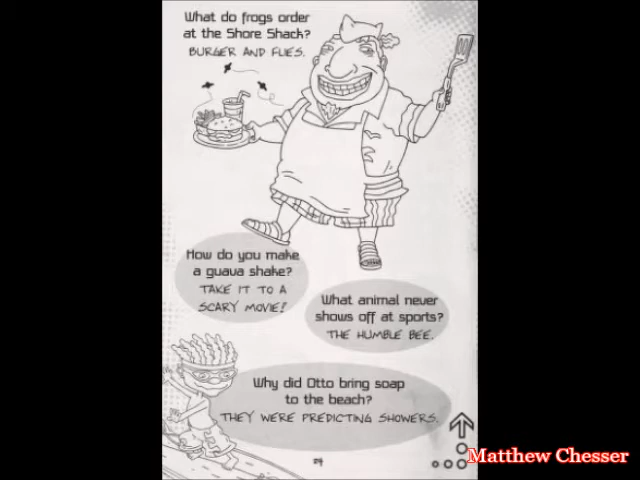 What do frogs order
at the Shore Shack?
BURGER AND FLIES.
How do you make
a guava shake?
TAKE IT TO A
SCARY MOVIE!
What animal never
shows off at sports?
THE HUMBLE BEE.
Why did Otto bring soap
to the beach?
THEY WERE PREDICTING SHOWERS.
24
Matthew Chesser